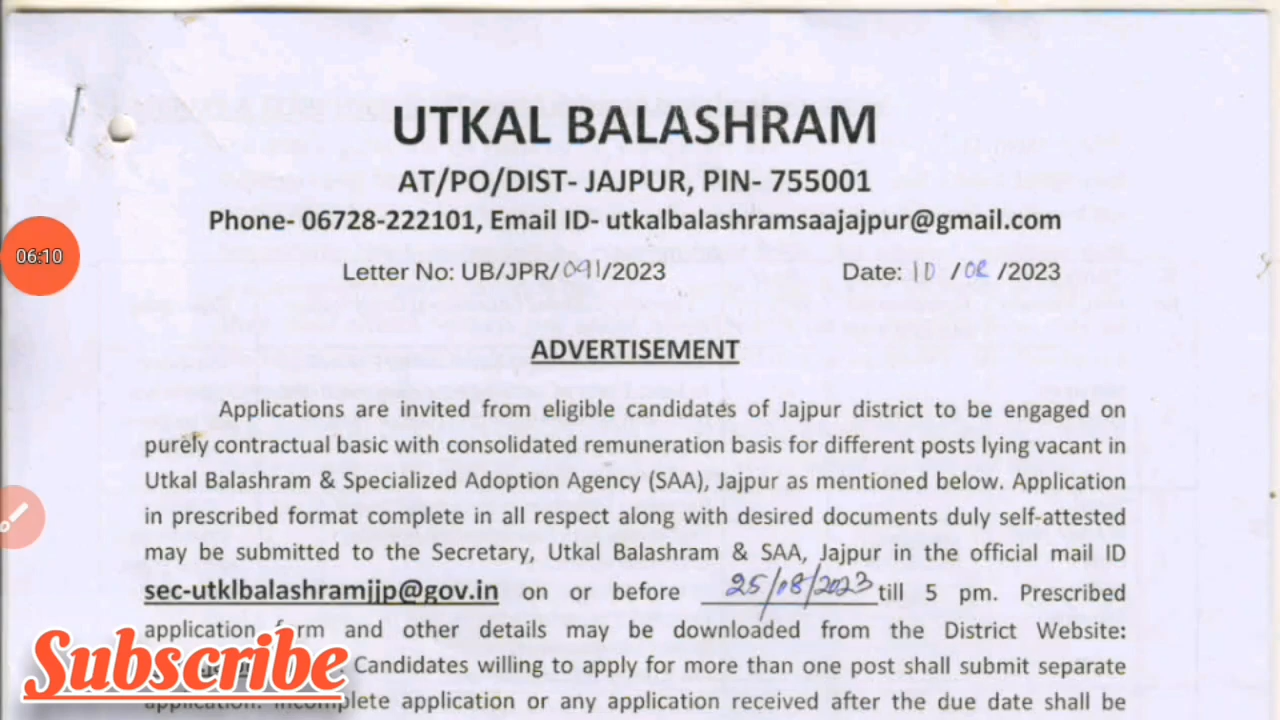 UTKAL BALASHRAM
AT/PO/DIST- JAJPUR, PIN- 755001
Phone- 06728-222101, Email ID- utkalbalashramsaajajpur@gmail.com
Letter No: UB/JPR/091/2023 Date: 10 /08 /2023
06:10
ADVERTISEMENT
Applications are invited from eligible candidates of Jajpur district to be engaged on
purely contractual basic with consolidated remuneration basis for different posts lying vacant in
Utkal Balashram & Specialized Adoption Agency (SAA), Jajpur as mentioned below. Application
in prescribed format complete in all respect along with desired documents duly self-attested
may be submitted to the Secretary, Utkal Balashram & SAA, Jajpur in the official mail ID
sec-utklbalashramjjp@gov.in on or before 25/08/2023 till 5 pm. Prescribed
application form and other details may be downloaded from the District Website:
Subscribe
Candidates willing to apply for more than one post shall submit separate
application. Incomplete application or any application received after the due date shall be